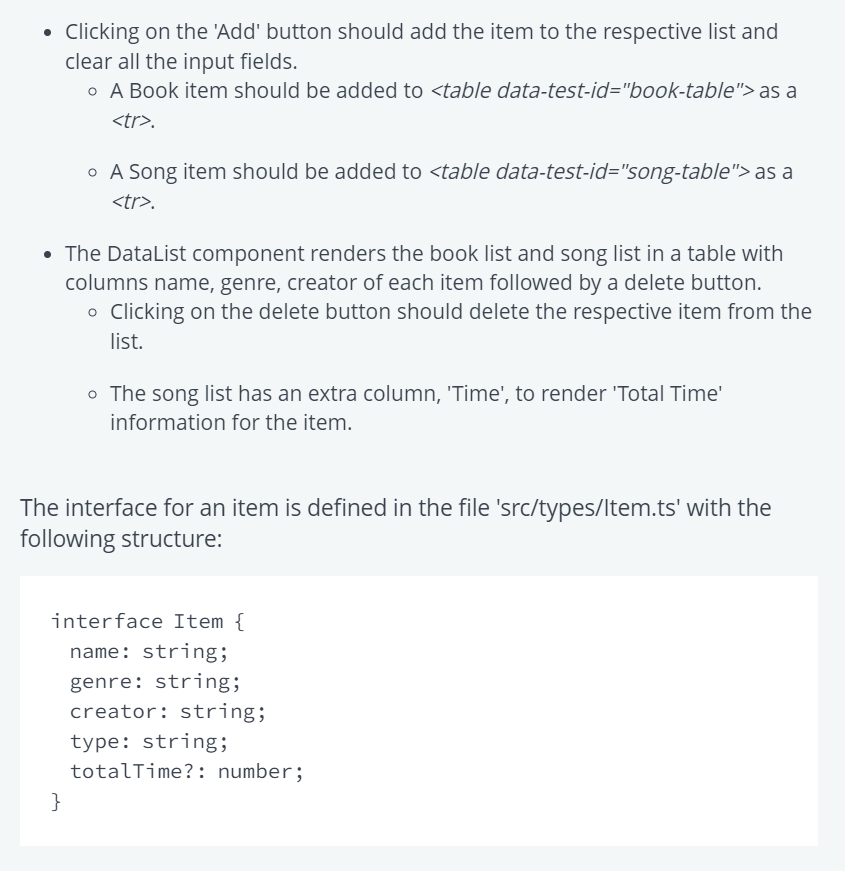 • Clicking on the 'Add' button should add the item to the respective list and
clear all the input fields.
◦ A Book item should be added to <table data-test-id="book-table"> as a
<tr>.
◦ A Song item should be added to <table data-test-id="song-table"> as a
<tr>.
• The DataList component renders the book list and song list in a table with
columns name, genre, creator of each item followed by a delete button.
◦ Clicking on the delete button should delete the respective item from the
list.
◦ The song list has an extra column, 'Time', to render 'Total Time'
information for the item.
The interface for an item is defined in the file 'src/types/Item.ts' with the
following structure:
interface Item {
name: string;
genre: string;
creator: string;
type: string;
totalTime?: number;
}